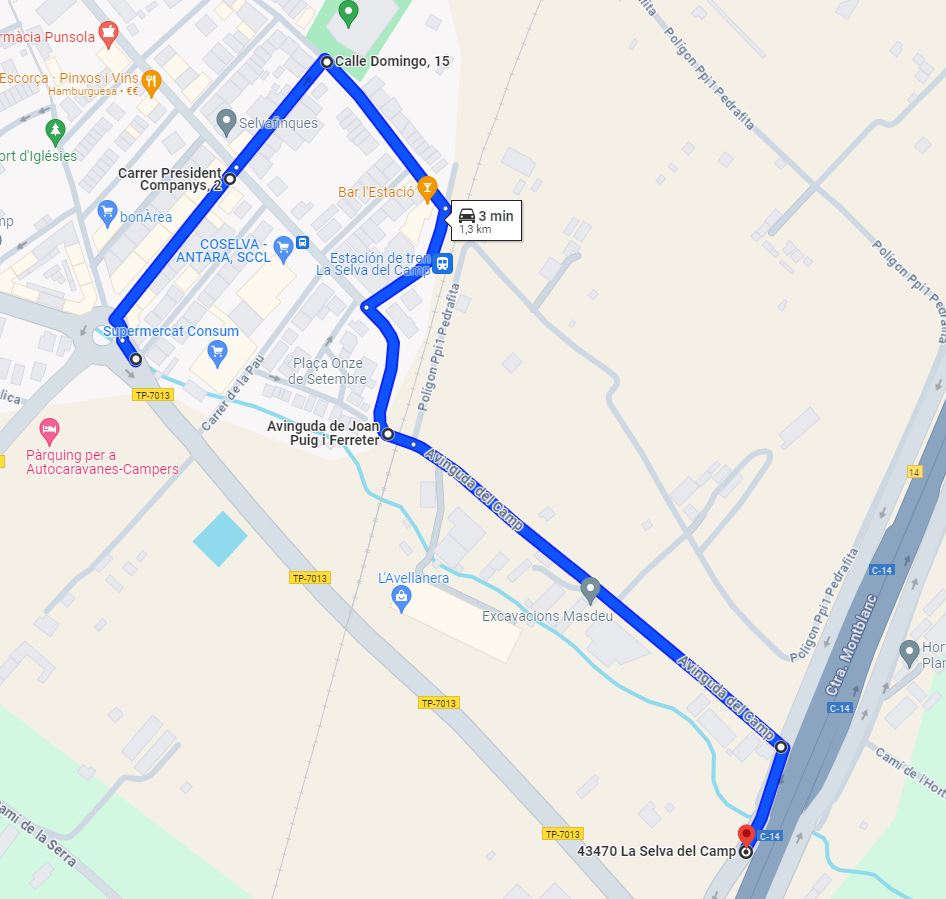 rmàcia Punsola
Escorça - Pinxos i Vins
Hamburguesa • €€
ort d'Iglésies
Selvafinques
Calle Domingo, 15
Polígon Ppi1 Pedrafita
Carrer President
Companys, 2
mp
bonÀrea
Bar l'Estació
3 min
1,3 km
COSELVA -
ANTARA, SCCL
Estación de tren
La Selva del Camp
Polígon Ppi1 Pedrafita
Polígon Ppi1 Pedrafita
Supermercat Consum
Plaça Onze
de Setembre
TP-7013
lica
Carrer de la Pau
Avinguda de Joan
Puig i Ferreter
Pàrquing per a
Autocaravanes-Campers
Avinguda del Camp
14
TP-7013
L'Avellanera
C-14
Polígon Ppi1 Pedrafita
Excavacions Masdeu
Ctra. Montblanc
Hort
Plan
Avinguda del Camp
TP-7013
C-14
Camí de l'Hort
Camí de la Serra
TP-7013
C-14
43470 La Selva del Camp